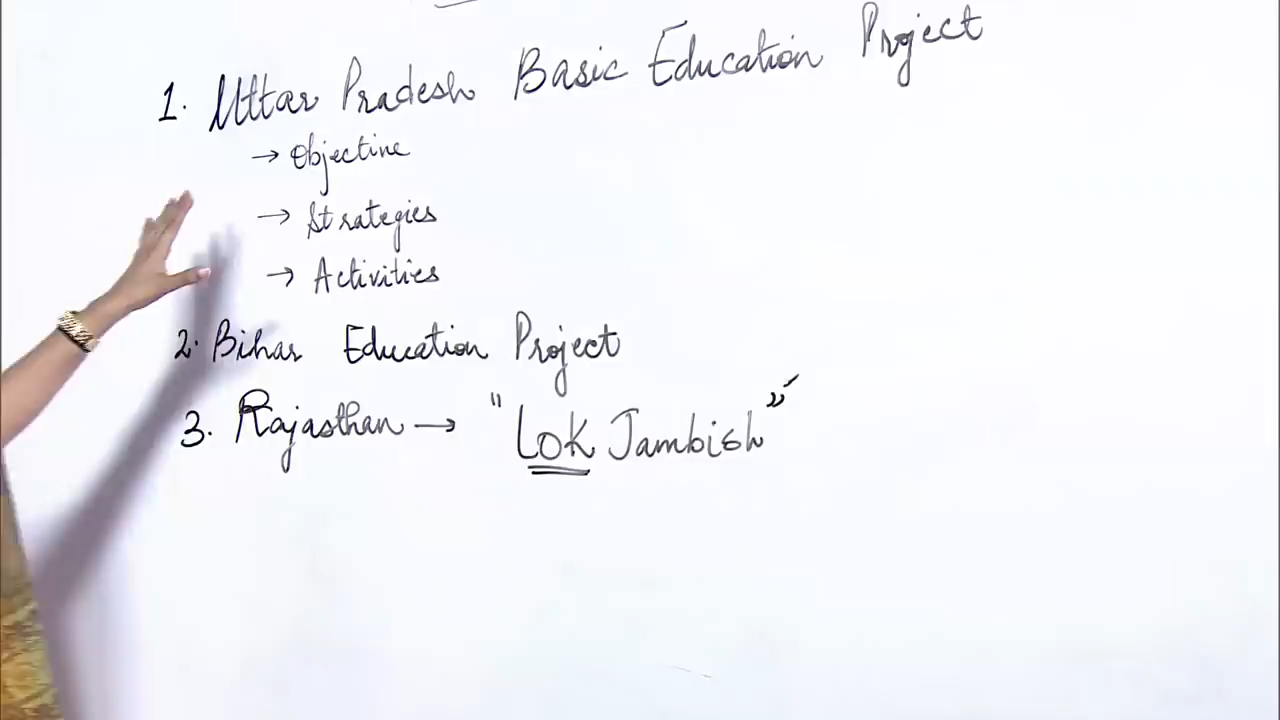 1. Uttar Pradesh Basic Education Project
→ Objective
→ Strategies
→ Activities
2. Bihar Education Project
3. Rajasthan → "Lok Jambish"